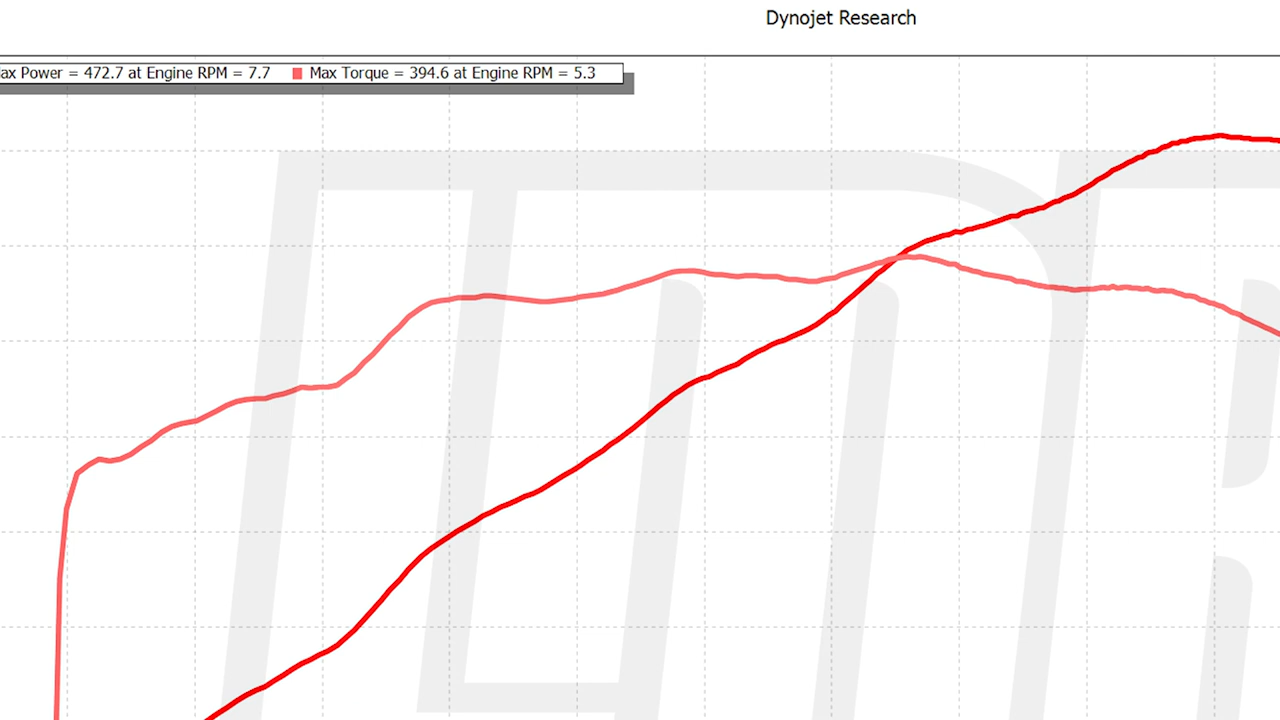 Dynojet Research
ax Power = 472.7 at Engine RPM = 7.7 Max Torque = 394.6 at Engine RPM = 5.3